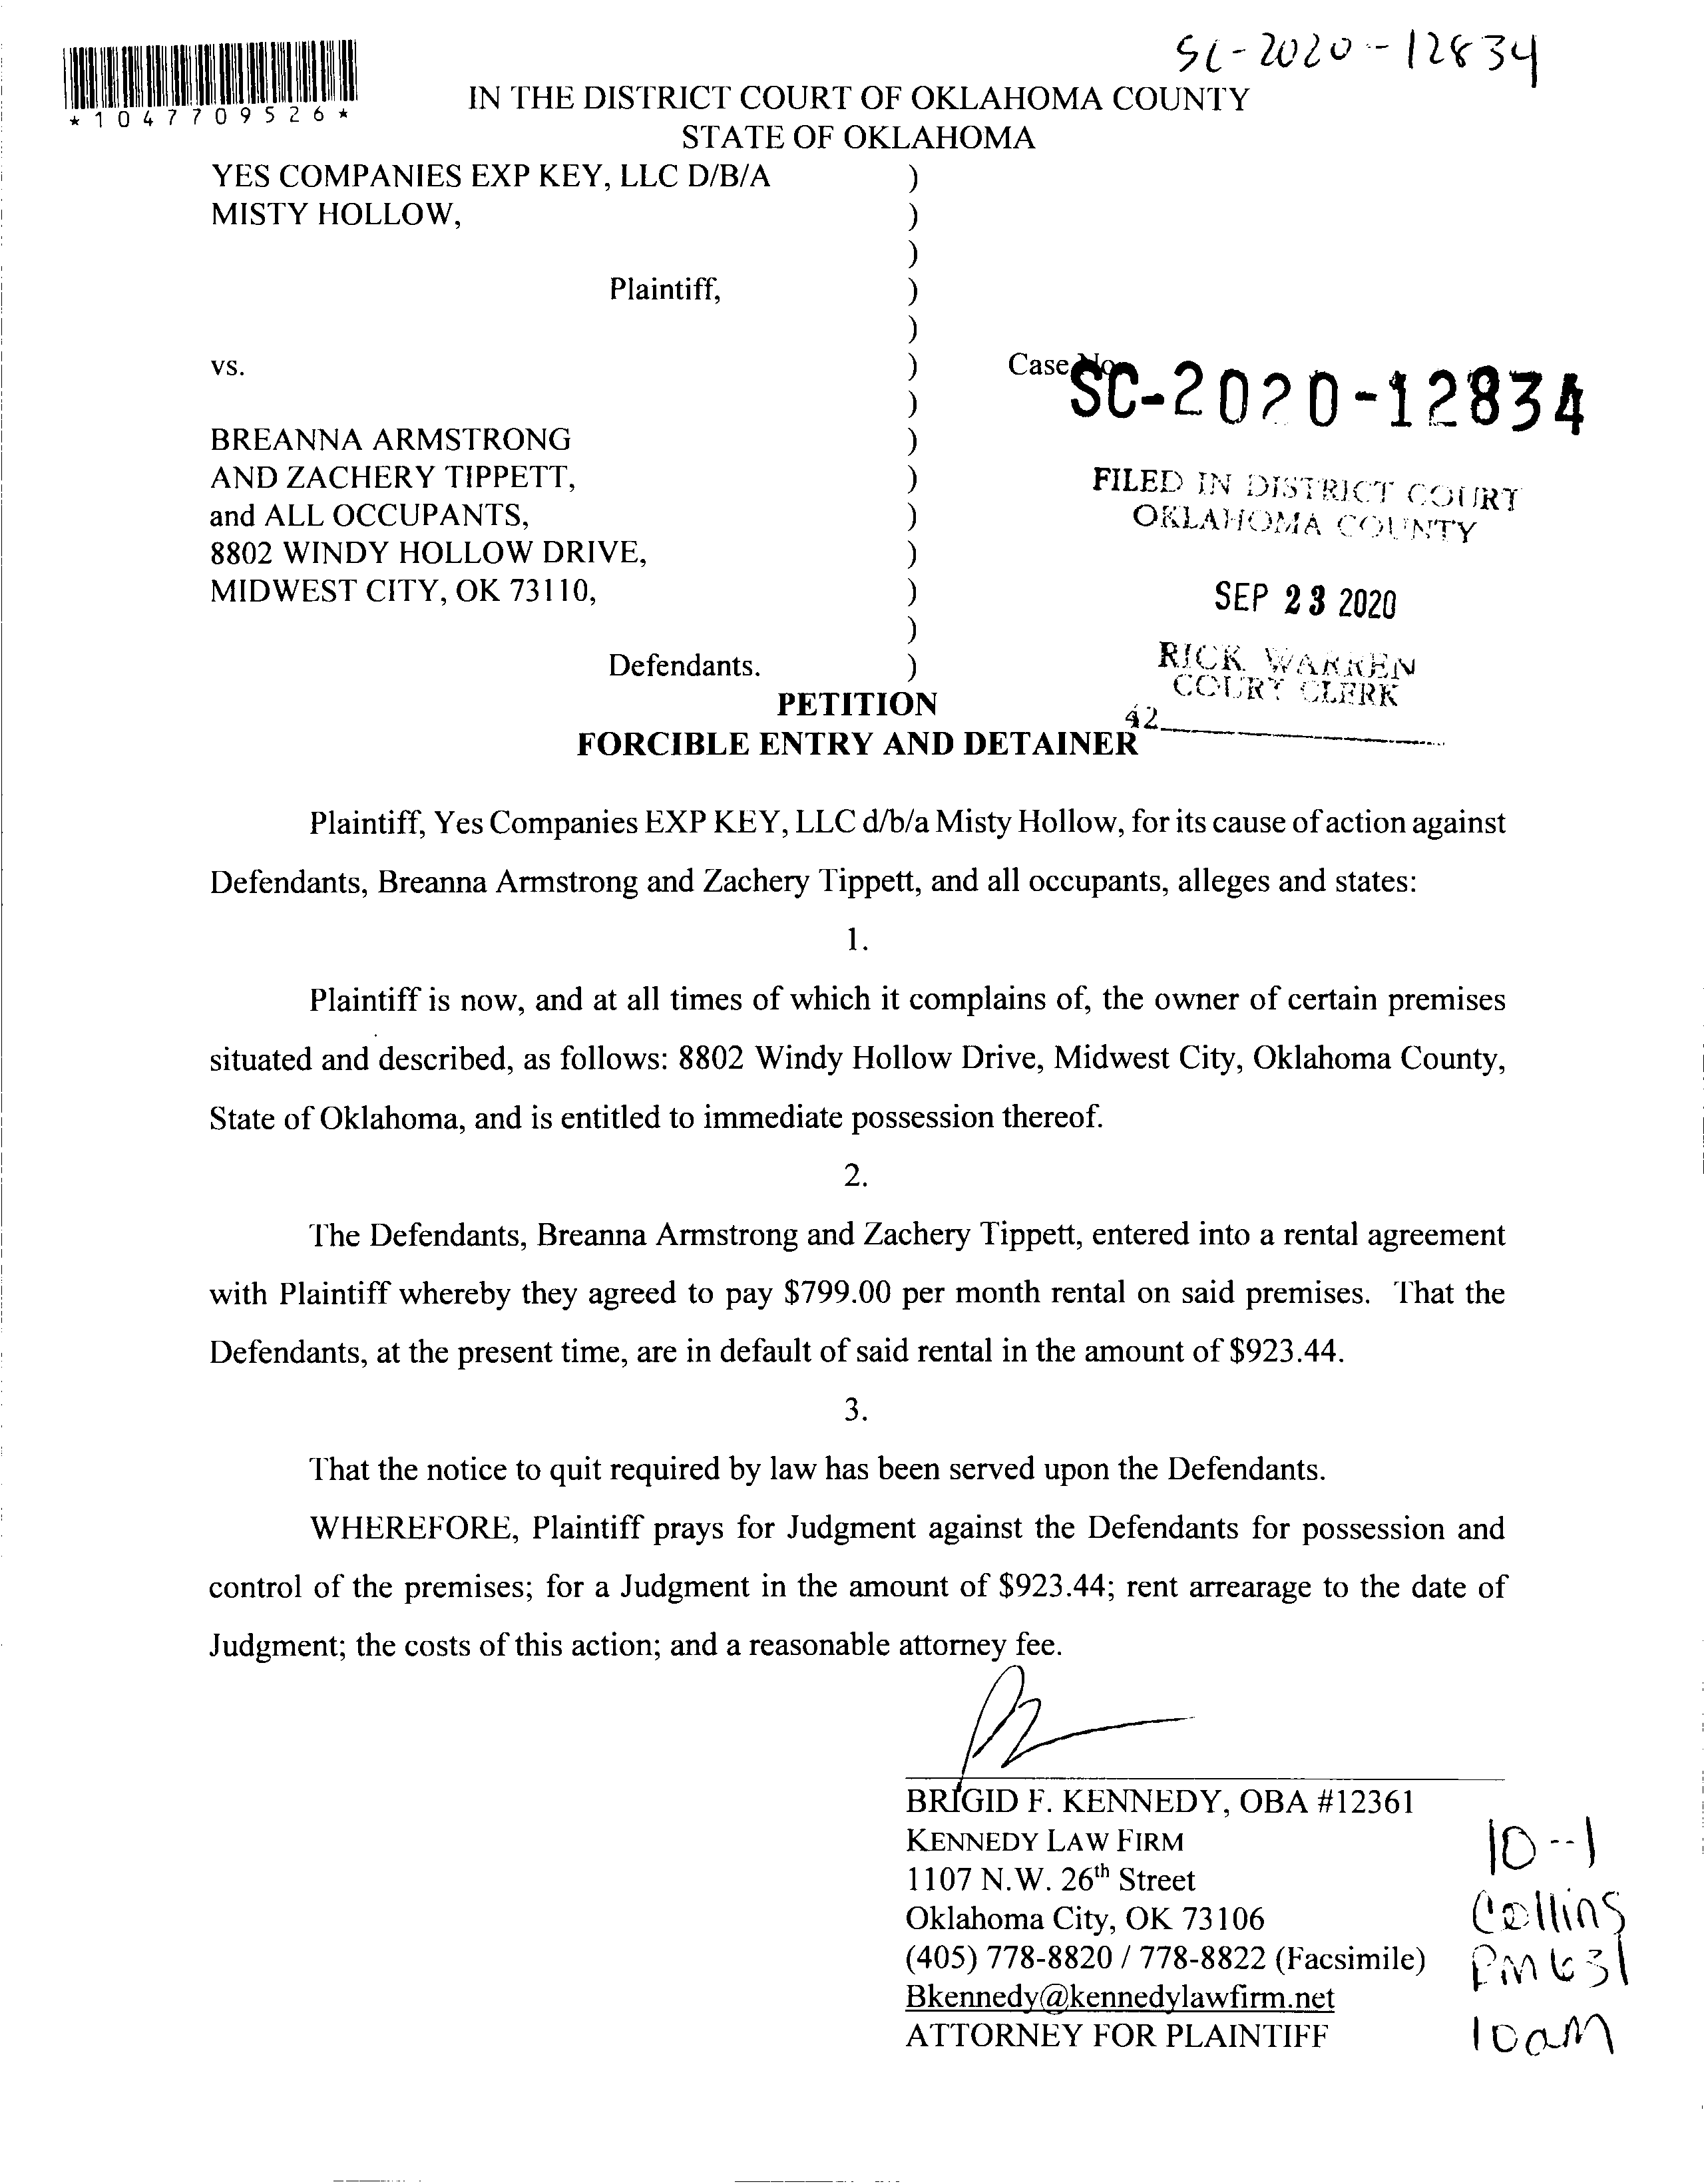 SC-2020-12834
*1047709526*
IN THE DISTRICT COURT OF OKLAHOMA COUNTY
STATE OF OKLAHOMA
YES COMPANIES EXP KEY, LLC D/B/A )
MISTY HOLLOW, )
)
Plaintiff, )
)
vs. ) Case No.
SC-2020-12834
)
BREANNA ARMSTRONG )
AND ZACHERY TIPPETT, )
and ALL OCCUPANTS, )
8802 WINDY HOLLOW DRIVE, )
MIDWEST CITY, OK 73110, )
)
Defendants. )
FILED IN DISTRICT COURT
OKLAHOMA COUNTY
SEP 23 2020
RICK WARREN
COURT CLERK
42
PETITION
FORCIBLE ENTRY AND DETAINER
Plaintiff, Yes Companies EXP KEY, LLC d/b/a Misty Hollow, for its cause of action against
Defendants, Breanna Armstrong and Zachery Tippett, and all occupants, alleges and states:
1.
Plaintiff is now, and at all times of which it complains of, the owner of certain premises
situated and described, as follows: 8802 Windy Hollow Drive, Midwest City, Oklahoma County,
State of Oklahoma, and is entitled to immediate possession thereof.
2.
The Defendants, Breanna Armstrong and Zachery Tippett, entered into a rental agreement
with Plaintiff whereby they agreed to pay $799.00 per month rental on said premises. That the
Defendants, at the present time, are in default of said rental in the amount of $923.44.
3.
That the notice to quit required by law has been served upon the Defendants.
WHEREFORE, Plaintiff prays for Judgment against the Defendants for possession and
control of the premises; for a Judgment in the amount of $923.44; rent arrearage to the date of
Judgment; the costs of this action; and a reasonable attorney fee.
BRIGID F. KENNEDY, OBA #12361
KENNEDY LAW FIRM
1107 N.W. 26th Street
Oklahoma City, OK 73106
(405) 778-8820 / 778-8822 (Facsimile)
Bkennedy@kennedylawfirm.net
ATTORNEY FOR PLAINTIFF
10-1
Collins
RM 631
10am